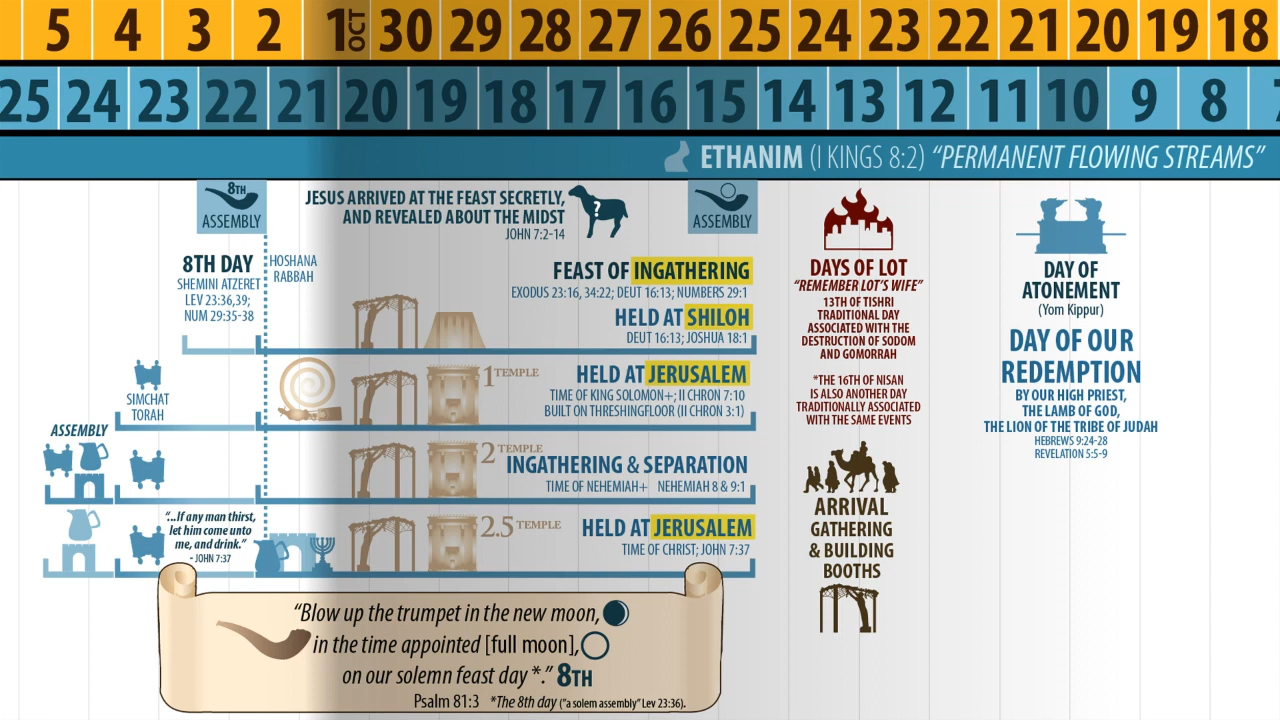 5 4 3 2 1 OCT 30 29 28 27 26 25 24 23 22 21 20 19 18
25 24 23 22 21 20 19 18 17 16 15 14 13 12 11 10 9 8
ETHANIM (I KINGS 8:2) “PERMANENT FLOWING STREAMS”
8TH
ASSEMBLY
JESUS ARRIVED AT THE FEAST SECRETLY,
AND REVEALED ABOUT THE MIDST
JOHN 7:2-14
?
ASSEMBLY
8TH DAY
SHEMINI ATZERET
LEV 23:36,39;
NUM 29:35-38
HOSHANA
RABBAH
FEAST OF INGATHERING
EXODUS 23:16, 34:22; DEUT 16:13; NUMBERS 29:1
HELD AT SHILOH
DEUT 16:13; JOSHUA 18:1
SIMCHAT
TORAH
1 TEMPLE
HELD AT JERUSALEM
TIME OF KING SOLOMON+; II CHRON 7:10
BUILT ON THRESHINGFLOOR (II CHRON 3:1)
ASSEMBLY
2 TEMPLE
INGATHERING & SEPARATION
TIME OF NEHEMIAH+ NEHEMIAH 8 & 9:1
“...If any man thirst,
let him come unto
me, and drink.”
- JOHN 7:37
2.5 TEMPLE
HELD AT JERUSALEM
TIME OF CHRIST; JOHN 7:37
“Blow up the trumpet in the new moon,
in the time appointed [full moon],
on our solemn feast day *.” 8TH
Psalm 81:3 *The 8th day (“a solem assembly” Lev 23:36).
DAYS OF LOT
“REMEMBER LOT’S WIFE”
13TH OF TISHRI
TRADITIONAL DAY
ASSOCIATED WITH THE
DESTRUCTION OF SODOM
AND GOMORRAH
*THE 16TH OF NISAN
IS ALSO ANOTHER DAY
TRADITIONALLY ASSOCIATED
WITH THE SAME EVENTS
ARRIVAL
GATHERING
& BUILDING
BOOTHS
DAY OF
ATONEMENT
(Yom Kippur)
DAY OF OUR
REDEMPTION
BY OUR HIGH PRIEST,
THE LAMB OF GOD,
THE LION OF THE TRIBE OF JUDAH
HEBREWS 9:24-28
REVELATION 5:5-9